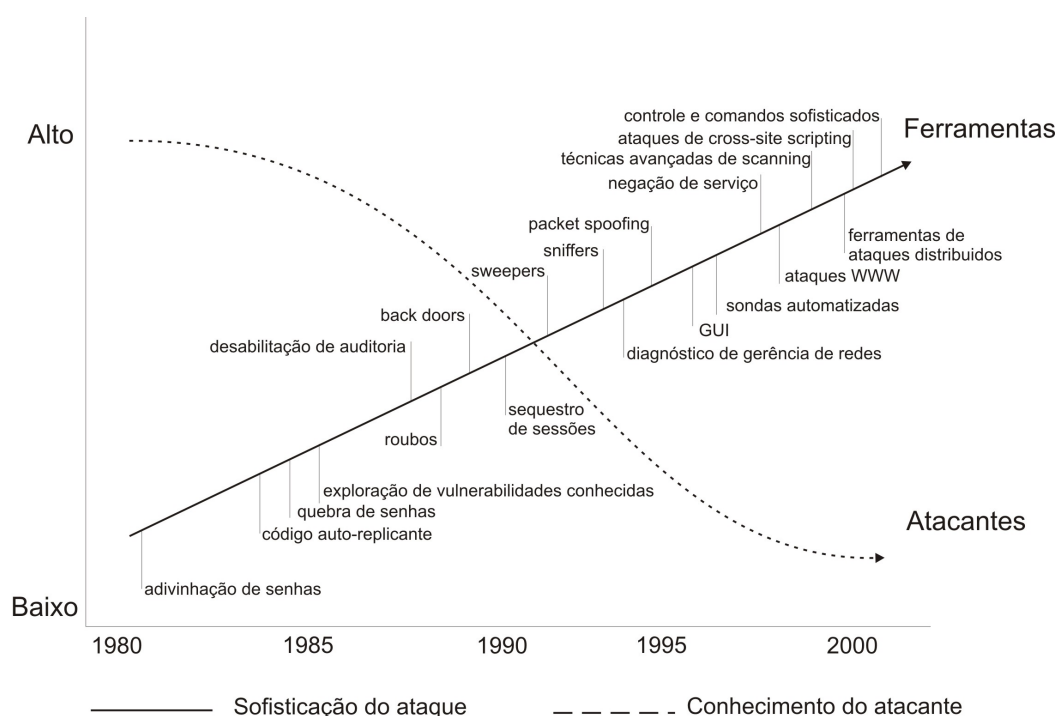 controle e comandos sofisticados
Ferramentas
Alto
ataques de cross-site scripting
técnicas avançadas de scanning
negação de serviço
packet spoofing
ferramentas de
ataques distribuidos
sniffers
sweepers
ataques WWW
sondas automatizadas
back doors
GUI
desabilitação de auditoria
diagnóstico de gerência de redes
sequestro
de sessões
roubos
exploração de vulnerabilidades conhecidas
quebra de senhas
Atacantes
código auto-replicante
adivinhação de senhas
Baixo
1980 1985 1990 1995 2000
Sofisticação do ataque Conhecimento do atacante